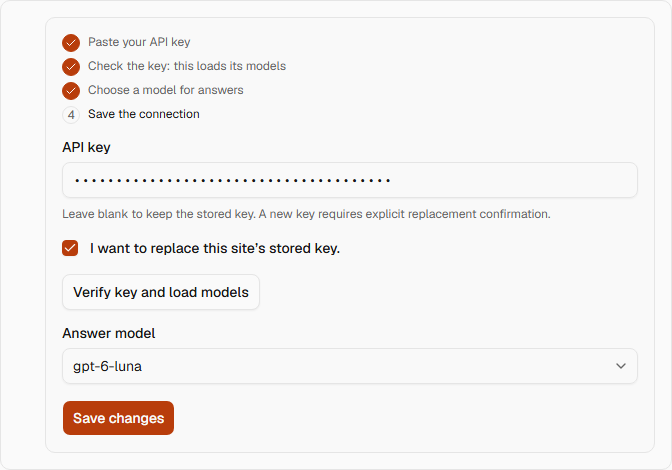 Paste your API key
Check the key: this loads its models
Choose a model for answers
4 Save the connection
API key
••••••••••••••••••••••••••••••••••••••
Leave blank to keep the stored key. A new key requires explicit replacement confirmation.
I want to replace this site's stored key.
Verify key and load models
Answer model
gpt-6-luna
Save changes